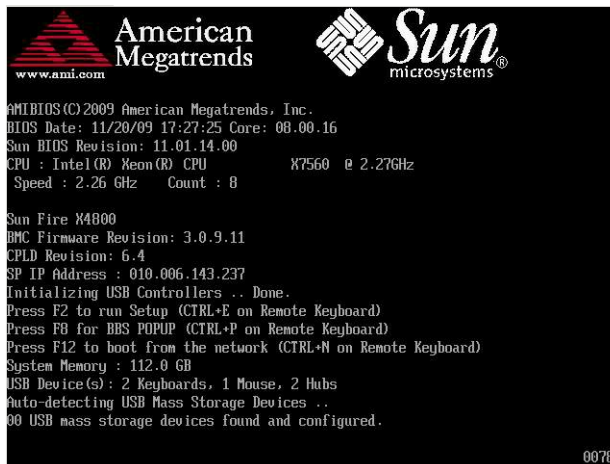 American
Megatrends
www.ami.com
Sun®
microsystems
AMIBIOS(C)2009 American Megatrends, Inc.
BIOS Date: 11/20/09 17:27:25 Core: 08.00.16
Sun BIOS Revision: 11.01.14.00
CPU : Intel(R) Xeon(R) CPU X7560 @ 2.27GHz
Speed : 2.26 GHz Count : 8
Sun Fire X4800
BMC Firmware Revision: 3.0.9.11
CPLD Revision: 6.4
SP IP Address : 010.006.143.237
Initializing USB Controllers .. Done.
Press F2 to run Setup (CTRL+E on Remote Keyboard)
Press F8 for BBS POPUP (CTRL+P on Remote Keyboard)
Press F12 to boot from the network (CTRL+N on Remote Keyboard)
System Memory : 112.0 GB
USB Device(s): 2 Keyboards, 1 Mouse, 2 Hubs
Auto-detecting USB Mass Storage Devices ..
00 USB mass storage devices found and configured.
0078